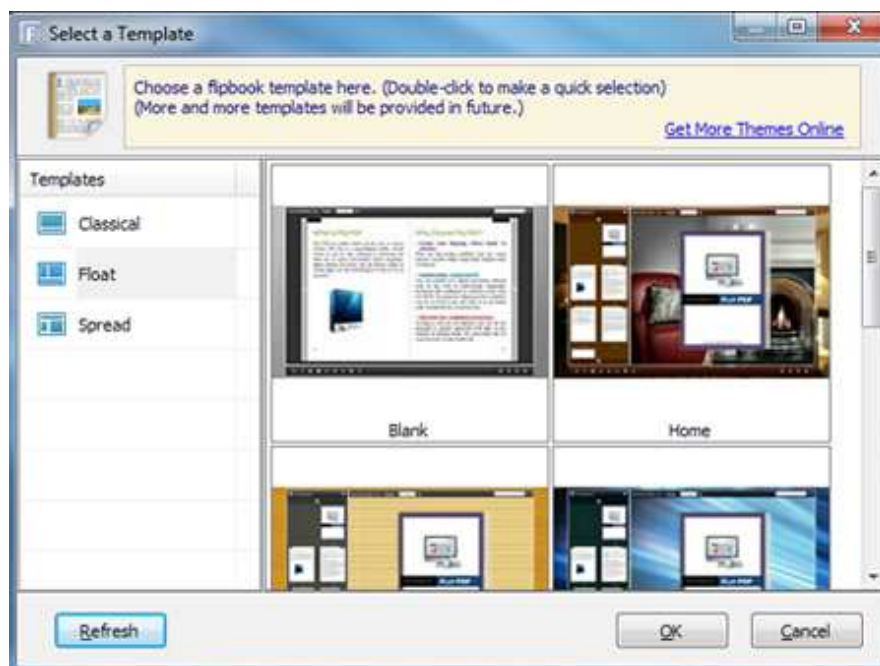 Select a Template
Choose a flipbook template here. (Double-click to make a quick selection)
(More and more templates will be provided in future.)
Get More Themes Online
Templates
Classical
Float
Spread
Blank
Home
Refresh
OK
Cancel